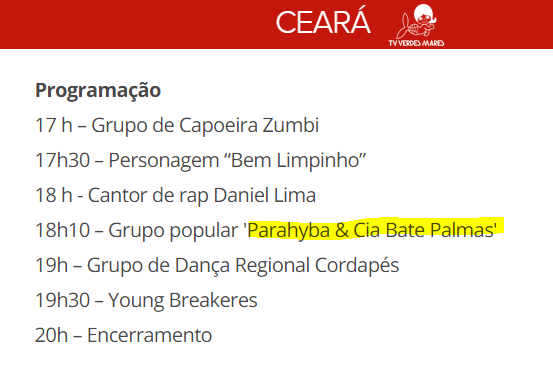 CEARÁ
TV VERDES MARES
Programação
17 h – Grupo de Capoeira Zumbi
17h30 – Personagem “Bem Limpinho”
18 h - Cantor de rap Daniel Lima
18h10 – Grupo popular 'Parahyba & Cia Bate Palmas'
19h – Grupo de Dança Regional Cordapés
19h30 – Young Breakeres
20h – Encerramento